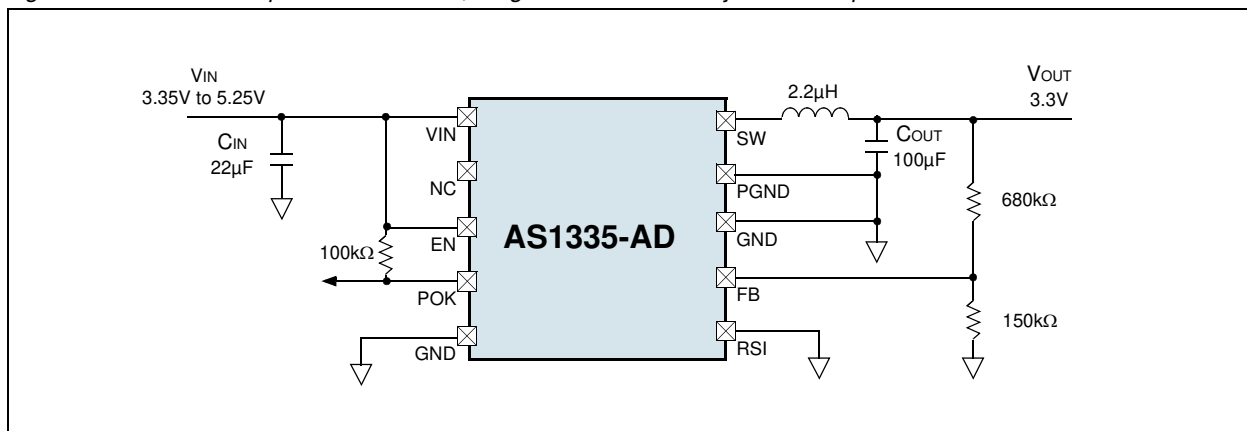 VIN
3.35V to 5.25V
CIN
22µF
100kΩ
VIN
NC
EN
POK
GND
AS1335-AD
SW
PGND
GND
FB
RSI
2.2µH
COUT
100µF
VOUT
3.3V
680kΩ
150kΩ